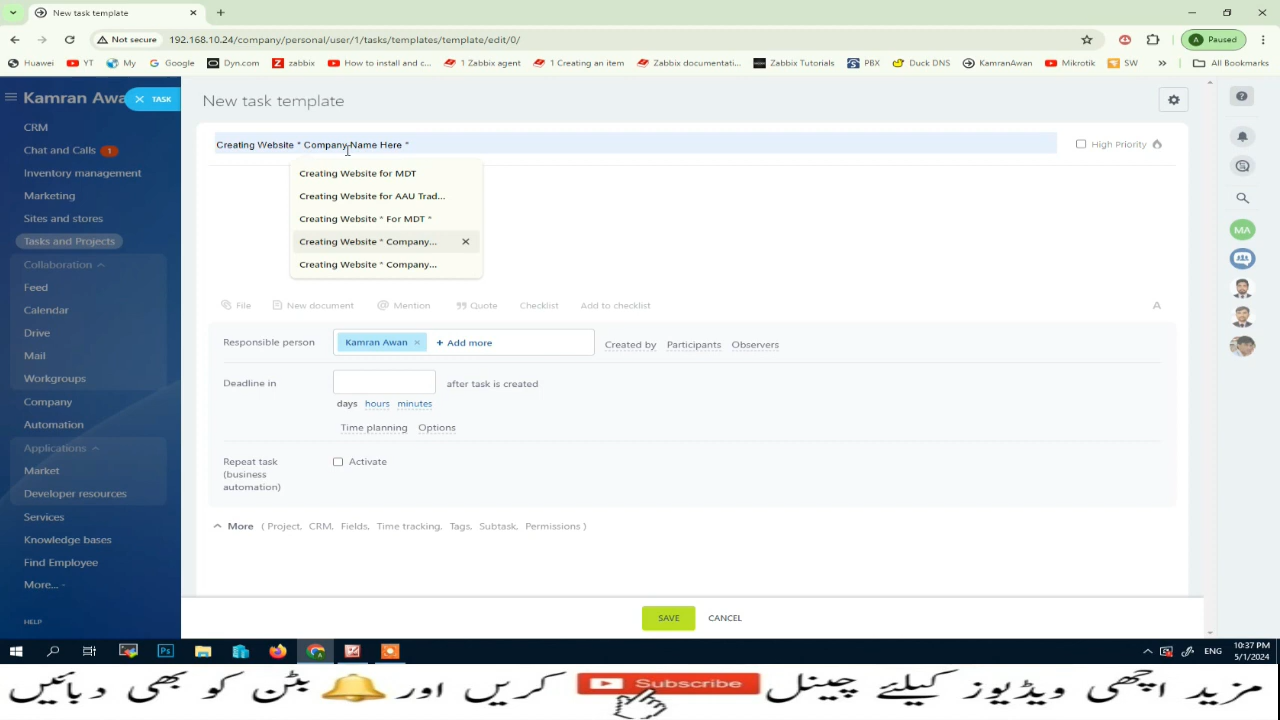 New task template
Not secure 192.168.10.24/company/personal/user/1/tasks/templates/template/edit/0/ A Paused
Huawei YT My Google Dyn.com zabbix How to install and c... 1 Zabbix agent 1 Creating an item Zabbix documentati... Zabbix Tutorials PBX Duck DNS KamranAwan Mikrotik SW » All Bookmarks
Kamran Awa
TASK
CRM
Chat and Calls 1
Inventory management
Marketing
Sites and stores
Tasks and Projects
Collaboration
Feed
Calendar
Drive
Mail
Workgroups
Company
Automation
Applications
Market
Developer resources
Services
Knowledge bases
Find Employee
More...
HELP
New task template
Creating Website * Company Name Here *
High Priority
Creating Website for MDT
Creating Website for AAU Trad...
Creating Website * For MDT *
Creating Website * Company...
Creating Website * Company...
File New document Mention Quote Checklist Add to checklist A
Responsible person Kamran Awan × + Add more Created by Participants Observers
Deadline in after task is created
days hours minutes
Time planning Options
Repeat task (business automation) Activate
More ( Project, CRM, Fields, Time tracking, Tags, Subtask, Permissions )
SAVE CANCEL
MA
Ps
ENG
10:37 PM
5/1/2024
مزید اچھی ویڈیوز کیلئے چینل Subscribe کریں اور بٹن کو بھی دبائیں